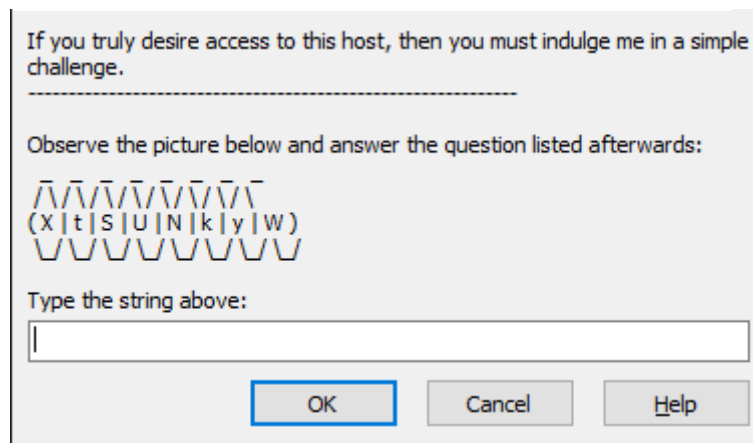 If you truly desire access to this host, then you must indulge me in a simple
challenge.
-------------------------------------------------------------
Observe the picture below and answer the question listed afterwards:
_ _ _ _ _ _ _ _
/\/\/\/\/\/\/\/\
( X | t | S | U | N | k | y | W )
\_/\_/\_/\_/\_/\_/\_/\_/
Type the string above:
OK Cancel Help